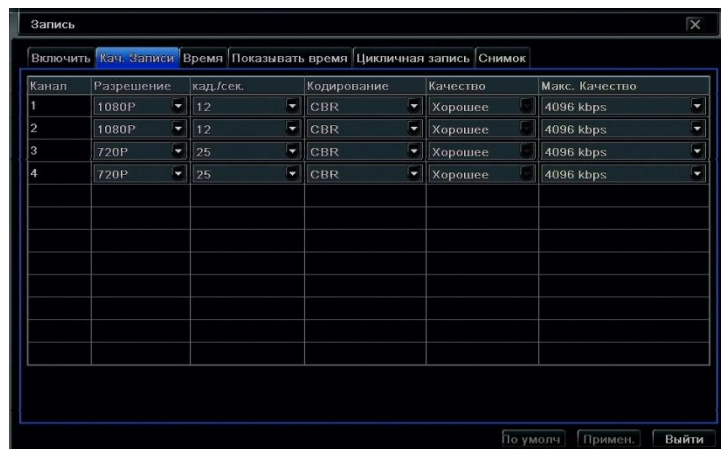 Запись
Включить Кач. Записи Время Показывать время Цикличная запись Снимок
Канал Разрешение кад./сек. Кодирование Качество Макс. Качество
1 1080P 12 CBR Хорошее 4096 kbps
2 1080P 12 CBR Хорошее 4096 kbps
3 720P 25 CBR Хорошее 4096 kbps
4 720P 25 CBR Хорошее 4096 kbps
По умолч Примен. Выйти